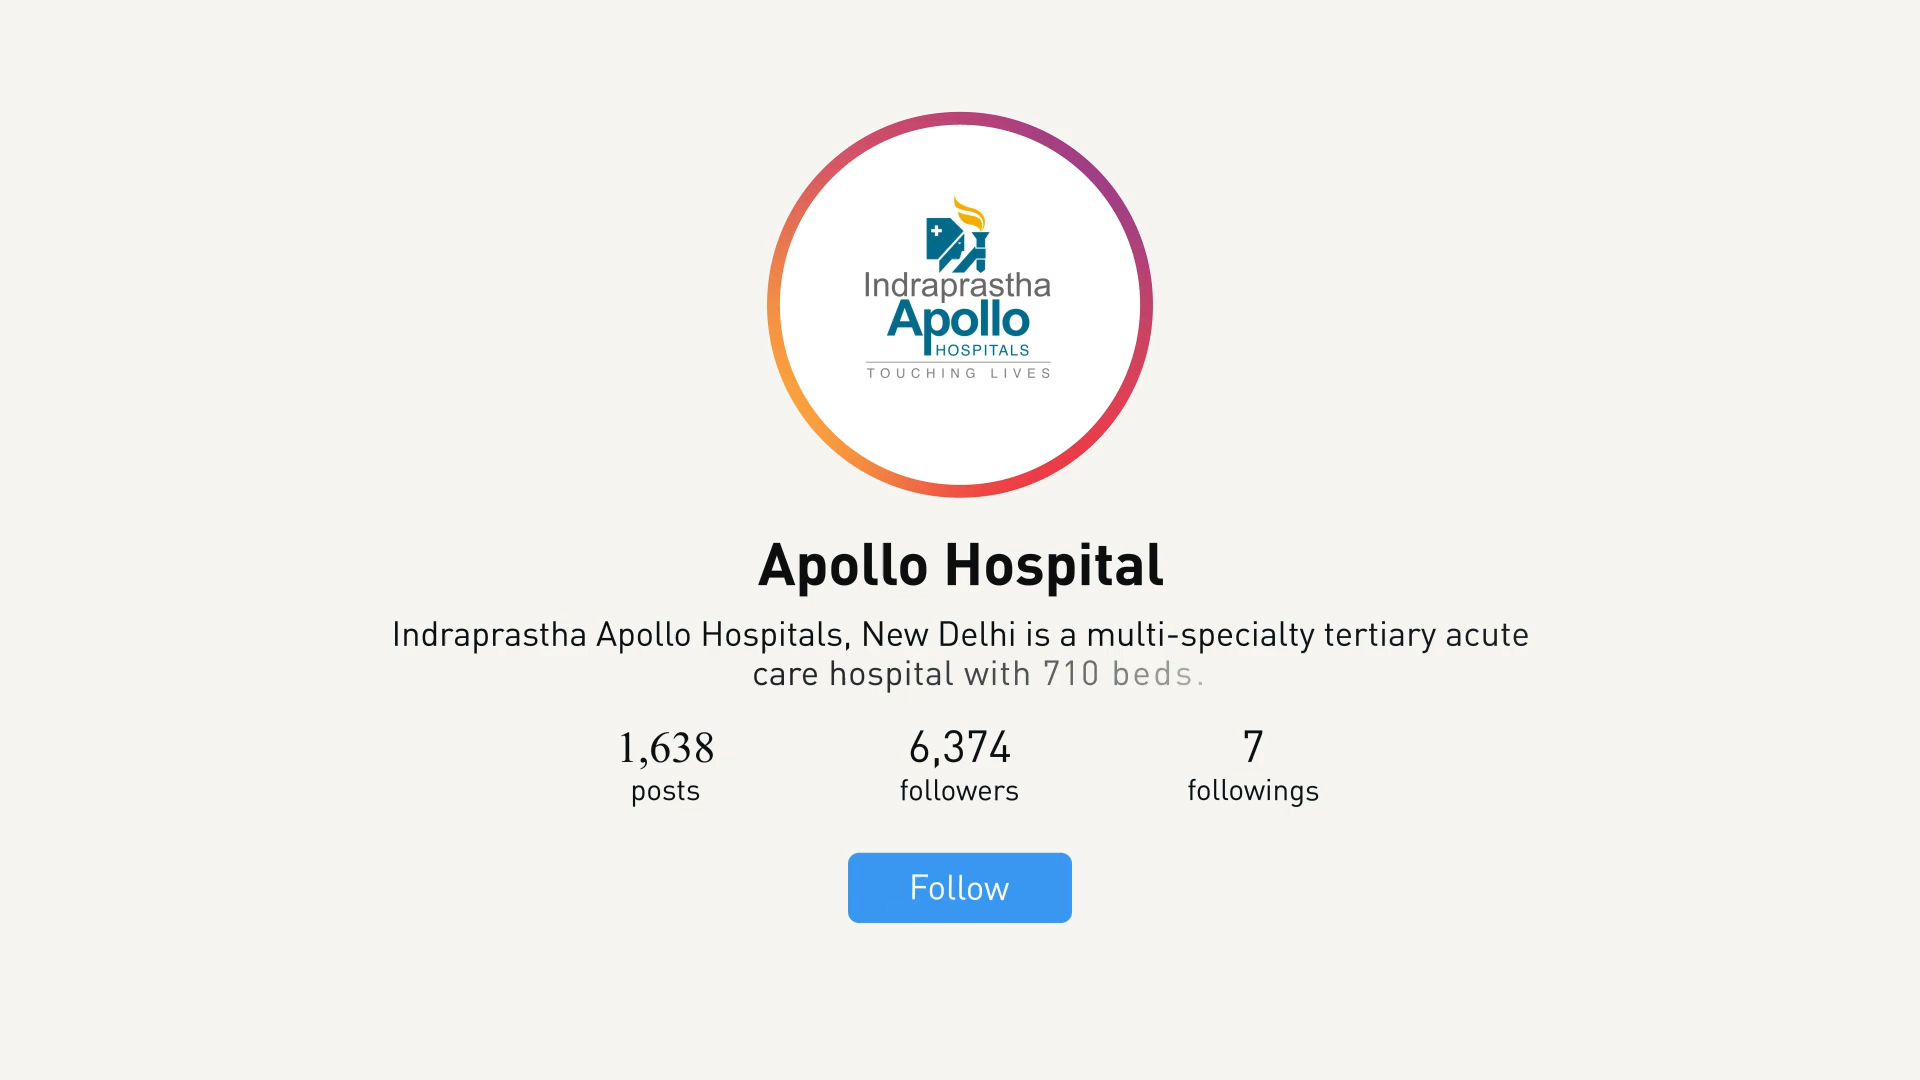 Indraprastha
Apollo
HOSPITALS
TOUCHING LIVES
Apollo Hospital
Indraprastha Apollo Hospitals, New Delhi is a multi-specialty tertiary acute
care hospital with 710 beds.
1,638 6,374 7
posts followers followings
Follow